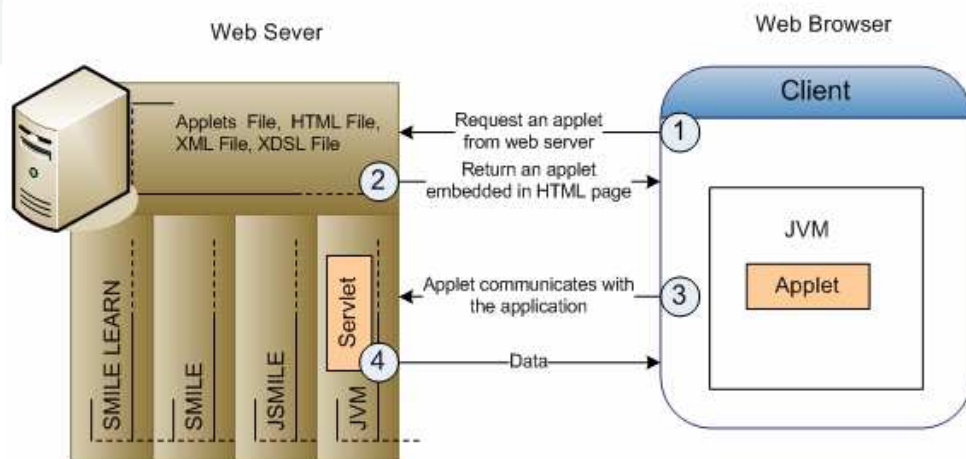 Web Sever
Web Browser
Client
Applets File, HTML File,
XML File, XDSL File
Request an applet
from web server
1
2
Return an applet
embedded in HTML page
JVM
Applet
Applet communicates with
the application
3
Servlet
4
Data
SMILE LEARN
SMILE
JSMILE
JVM